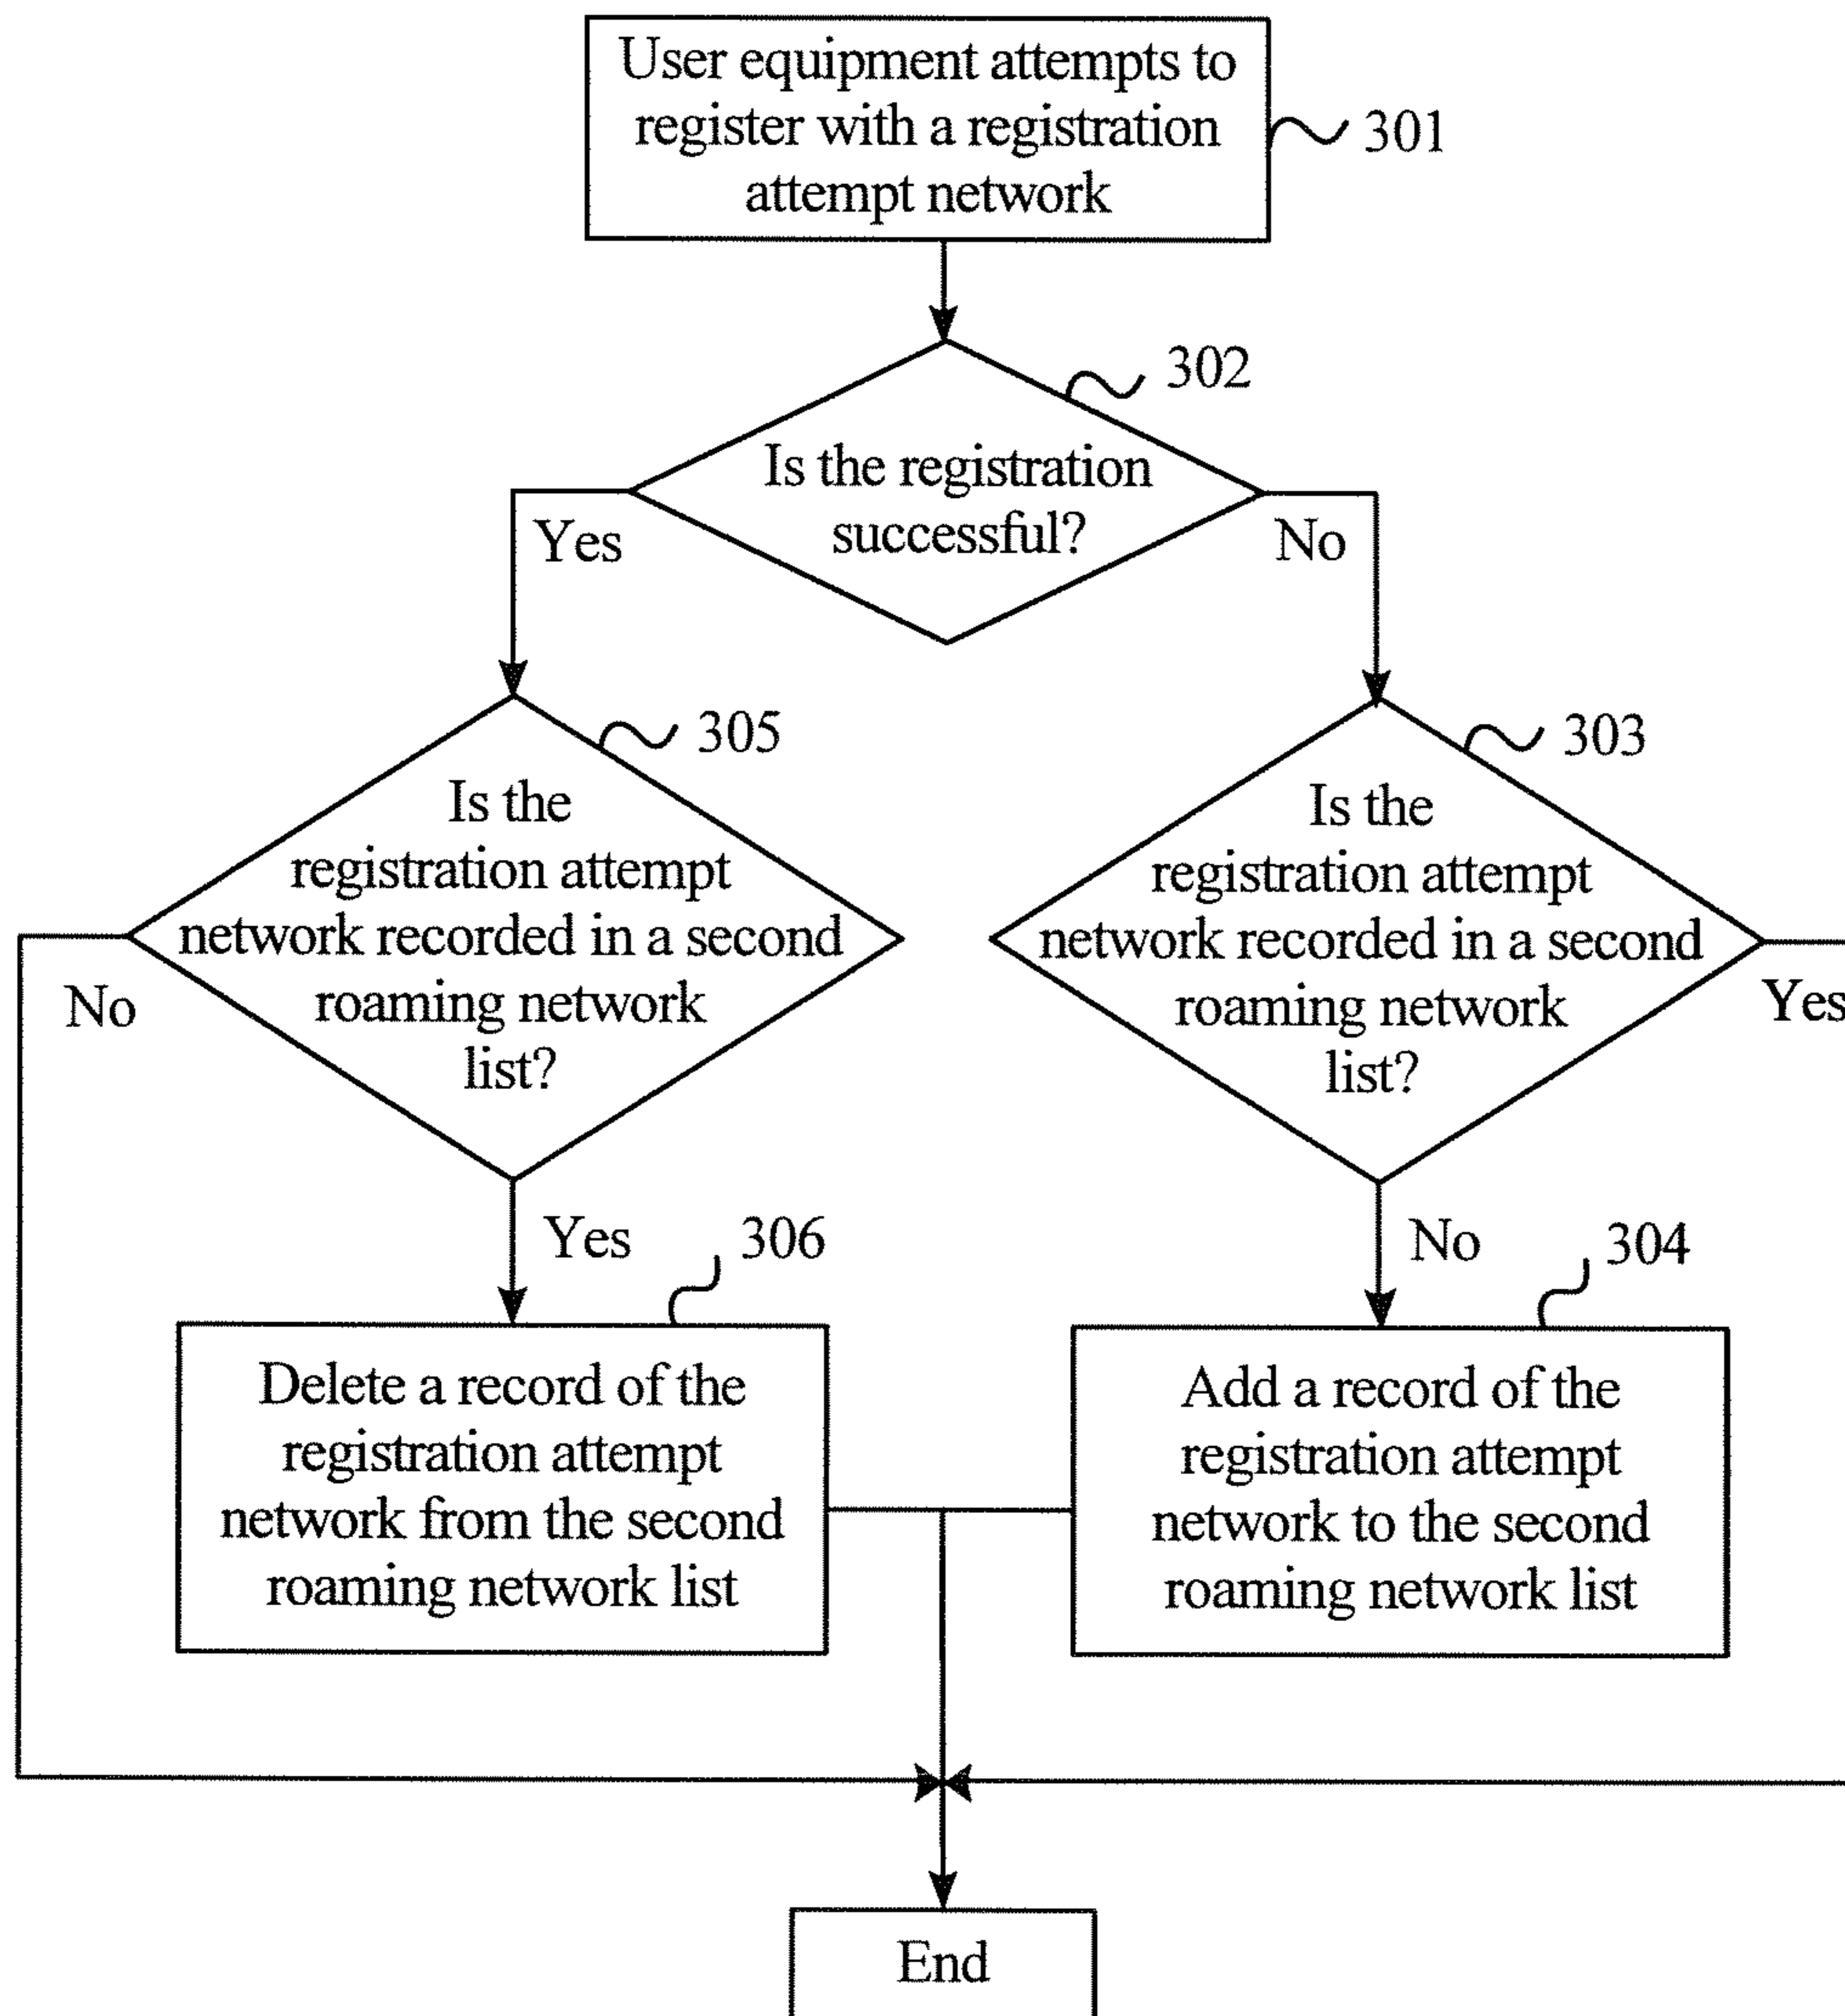 User equipment attempts to
register with a registration
attempt network
301
302
Is the registration
successful?
Yes
No
305
303
Is the
registration attempt
network recorded in a second
roaming network
list?
Is the
registration attempt
network recorded in a second
roaming network
list?
No
Yes
Yes
306
No
304
Delete a record of the
registration attempt
network from the second
roaming network list
Add a record of the
registration attempt
network to the second
roaming network list
End